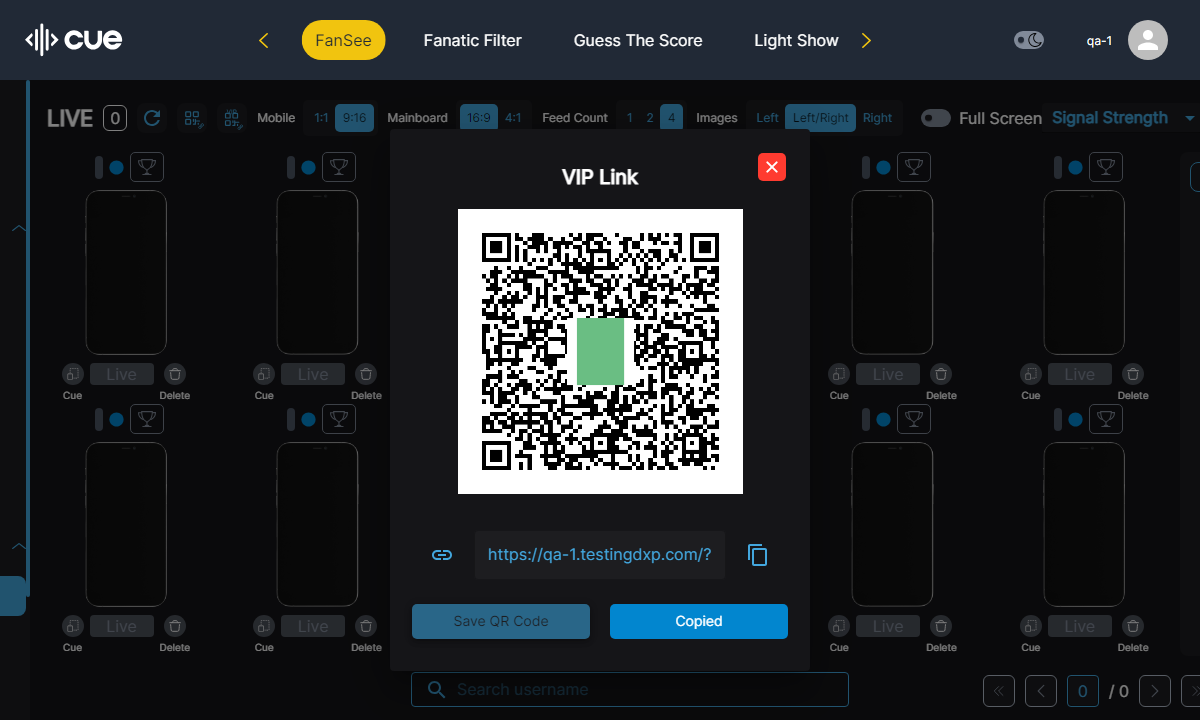 cue
FanSee
Fanatic Filter
Guess The Score
Light Show
qa-1
LIVE 0
Mobile 1:1 9:16
Mainboard 16:9 4:1
Feed Count 1 2 4
Images Left Left/Right Right
Full Screen
Signal Strength
VIP Link
https://qa-1.testingdxp.com/?
Save QR Code
Copied
Live Live Live Live
Cue Delete Cue Delete Cue Delete Cue Delete
Live Live Live Live
Cue Delete Cue Delete Cue Delete Cue Delete
Search username
0 / 0